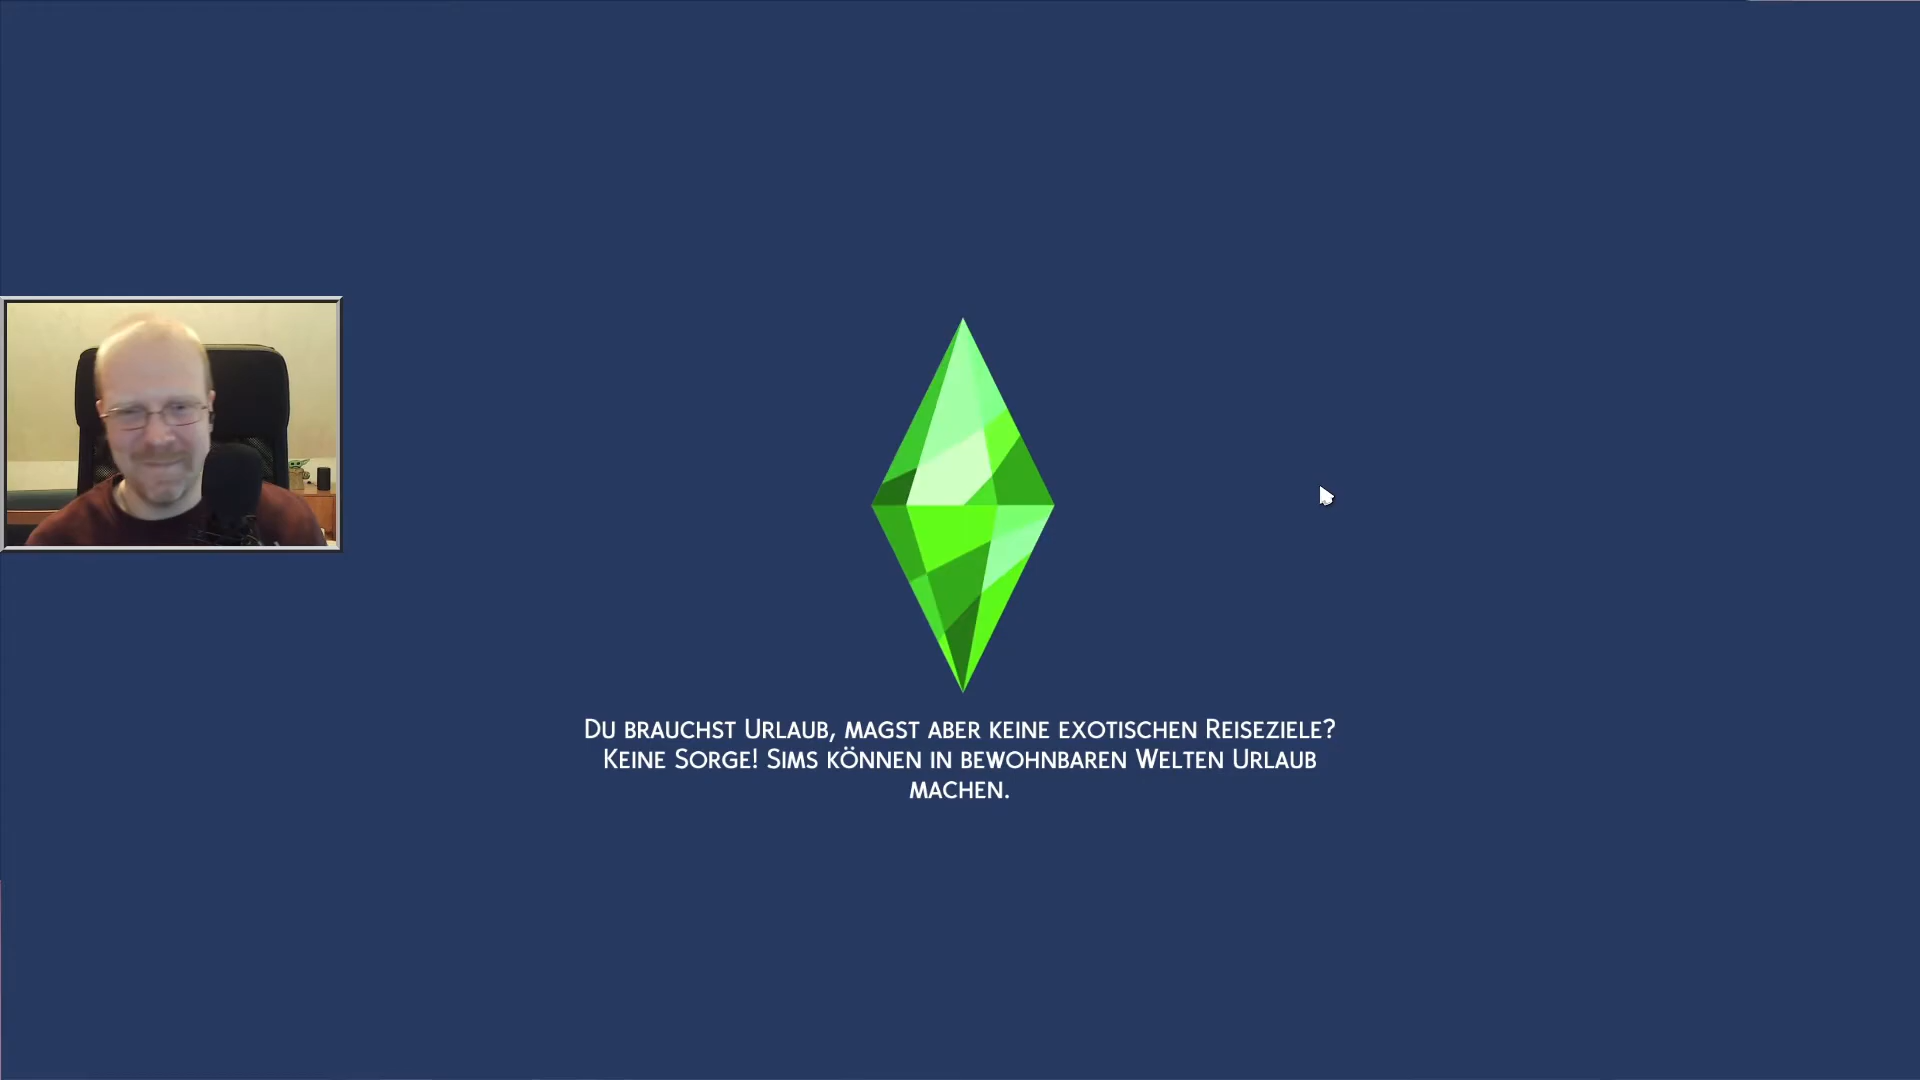 Du brauchst Urlaub, magst aber keine exotischen Reiseziele?
Keine Sorge! Sims können in bewohnbaren Welten Urlaub
machen.